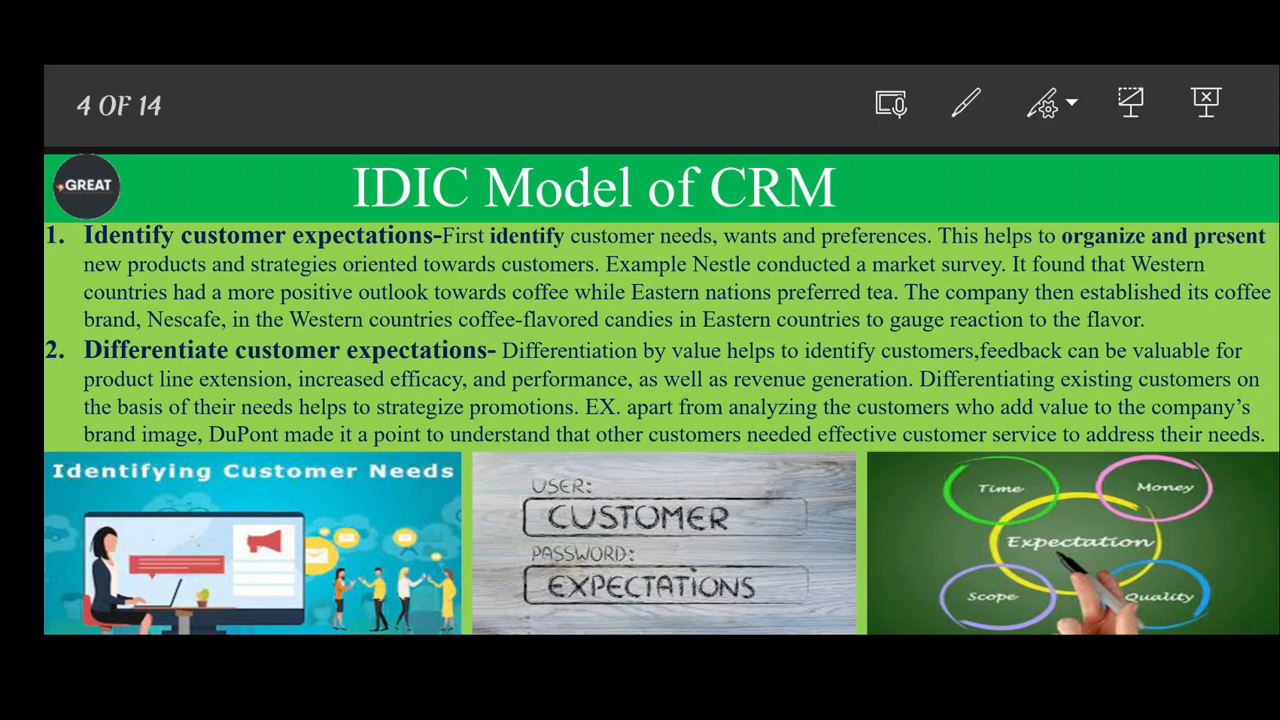 4 OF 14
GREAT
IDIC Model of CRM
1. Identify customer expectations-First identify customer needs, wants and preferences. This helps to organize and present
new products and strategies oriented towards customers. Example Nestle conducted a market survey. It found that Western
countries had a more positive outlook towards coffee while Eastern nations preferred tea. The company then established its coffee
brand, Nescafe, in the Western countries coffee-flavored candies in Eastern countries to gauge reaction to the flavor.
2. Differentiate customer expectations- Differentiation by value helps to identify customers,feedback can be valuable for
product line extension, increased efficacy, and performance, as well as revenue generation. Differentiating existing customers on
the basis of their needs helps to strategize promotions. EX. apart from analyzing the customers who add value to the company's
brand image, DuPont made it a point to understand that other customers needed effective customer service to address their needs.
Identifying Customer Needs
USER:
CUSTOMER
PASSWORD:
EXPECTATIONS
Time
Money
Expectation
Scope
Quality